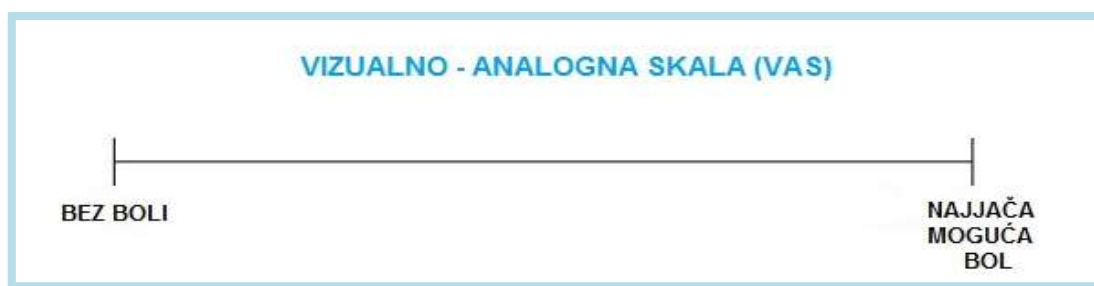 VIZUALNO - ANALOGNA SKALA (VAS)
BEZ BOLI
NAJJAČA
MOGUĆA
BOL